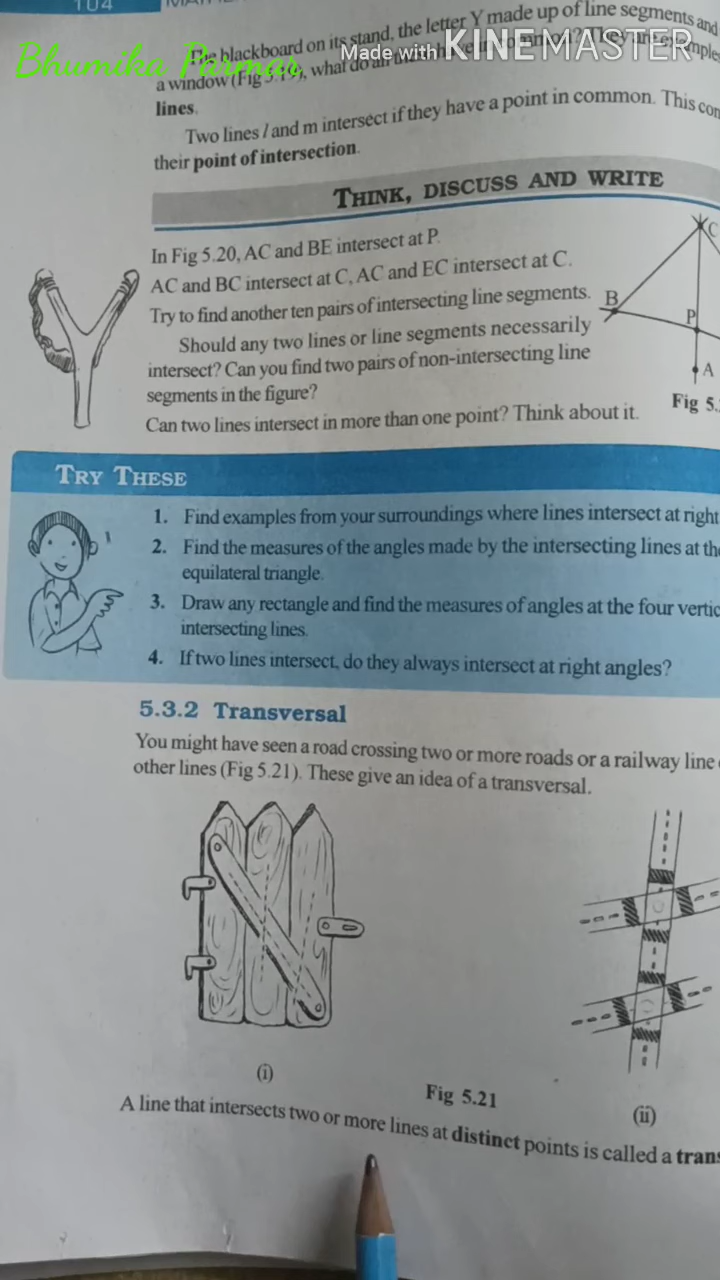 104
Bhumika Parmar
Made with KINEMASTER
The blackboard on its stand, the letter Y made up of line segments and
a window (Fig 5.19), what do all
lines.
Two lines l and m intersect if they have a point in common. This
their point of intersection.
THINK, DISCUSS AND WRITE
In Fig 5.20, AC and BE intersect at P.
AC and BC intersect at C, AC and EC intersect at C.
Try to find another ten pairs of intersecting line segments.
Should any two lines or line segments necessarily
intersect? Can you find two pairs of non-intersecting line
segments in the figure?
Can two lines intersect in more than one point? Think about it.
C
B
P
A
Fig 5.
TRY THESE
1. Find examples from your surroundings where lines intersect at right
2. Find the measures of the angles made by the intersecting lines at the
equilateral triangle.
3. Draw any rectangle and find the measures of angles at the four
intersecting lines.
4. If two lines intersect, do they always intersect at right angles?
5.3.2 Transversal
You might have seen a road crossing two or more roads or a railway line
other lines (Fig 5.21). These give an idea of a transversal.
(i)
Fig 5.21
(ii)
A line that intersects two or more lines at distinct points is called a